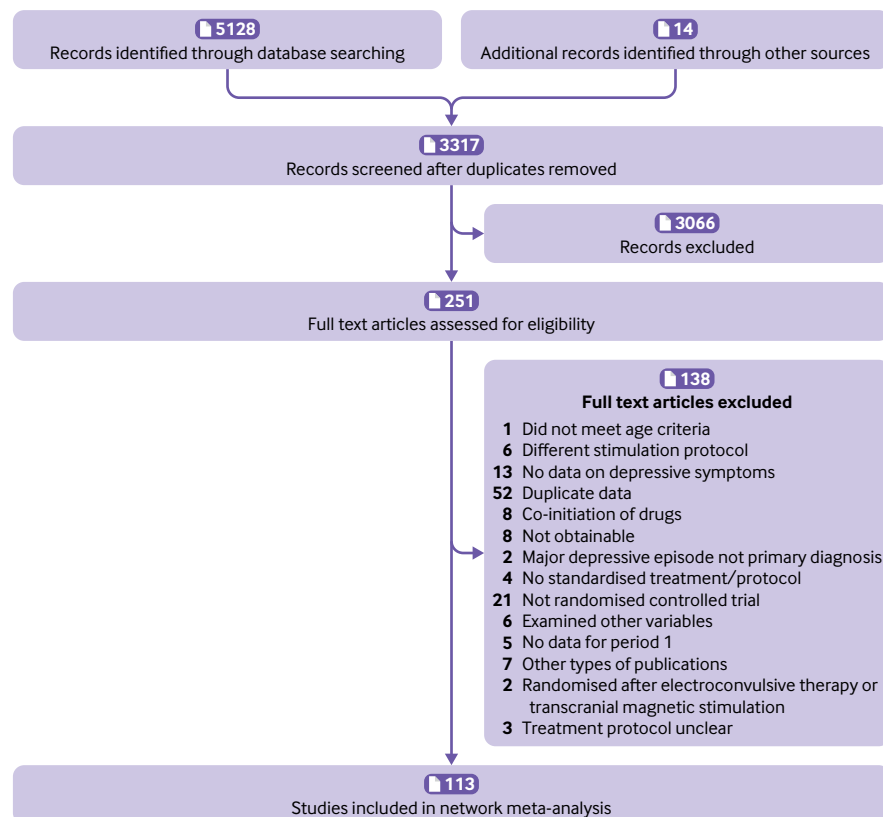 5128
Records identified through database searching
14
Additional records identified through other sources
3317
Records screened after duplicates removed
3066
Records excluded
251
Full text articles assessed for eligibility
138
Full text articles excluded
1 Did not meet age criteria
6 Different stimulation protocol
13 No data on depressive symptoms
52 Duplicate data
8 Co-initiation of drugs
8 Not obtainable
2 Major depressive episode not primary diagnosis
4 No standardised treatment/protocol
21 Not randomised controlled trial
6 Examined other variables
5 No data for period 1
7 Other types of publications
2 Randomised after electroconvulsive therapy or
transcranial magnetic stimulation
3 Treatment protocol unclear
113
Studies included in network meta-analysis